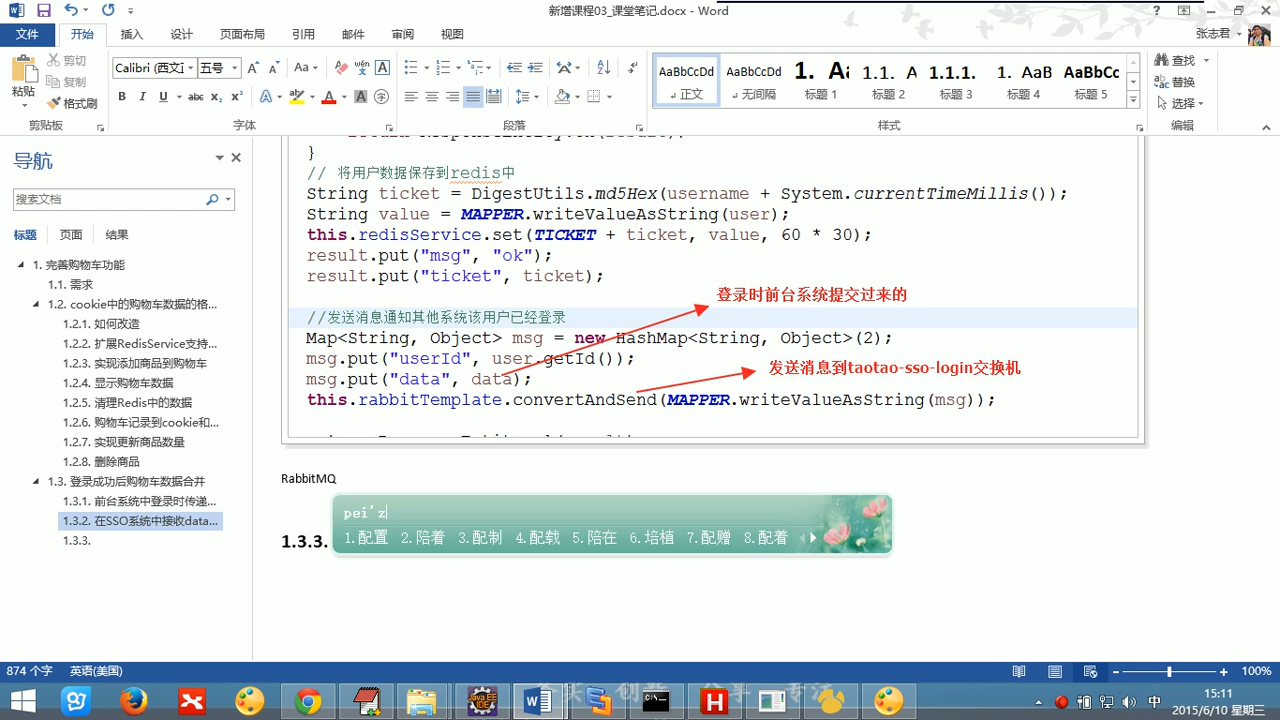 新增课程03_课堂笔记.docx - Word
文件 开始 插入 设计 页面布局 引用 邮件 审阅 视图 张志君
粘贴 剪切 复制 格式刷
Calibri (西文] 五号
AaBbCcDd AaBbCcDd 1. Aa 1.1. A 1.1.1. 1. AaB AaBbCc
正文 无间隔 标题 1 标题 2 标题 3 标题 4 标题 5
查找 替换 选择
剪贴板 字体 段落 样式 编辑
导航
搜索文档
标题 页面 结果
1. 完善购物车功能
1.1. 需求
1.2. cookie中的购物车数据的格...
1.2.1. 如何改造
1.2.2. 扩展RedisService支持...
1.2.3. 实现添加商品到购物车
1.2.4. 显示购物车数据
1.2.5. 清理Redis中的数据
1.2.6. 购物车记录到cookie和...
1.2.7. 实现更新商品数量
1.2.8. 删除商品
1.3. 登录成功后购物车数据合并
1.3.1. 前台系统中登录时传递...
1.3.2. 在SSO系统中接收data...
1.3.3.
}
// 将用户数据保存到redis中
String ticket = DigestUtils.md5Hex(username + System.currentTimeMillis());
String value = MAPPER.writeValueAsString(user);
this.redisService.set(TICKET + ticket, value, 60 * 30);
result.put("msg", "ok");
result.put("ticket", ticket);
登录时前台系统提交过来的
//发送消息通知其他系统该用户已经登录
Map<String, Object> msg = new HashMap<String, Object>(2);
msg.put("userId", user.getId());
发送消息到taotao-sso-login交换机
msg.put("data", data);
this.rabbitTemplate.convertAndSend(MAPPER.writeValueAsString(msg));
RabbitMQ
pei'z
1.配置 2.陪着 3.配制 4.配载 5.陪在 6.培植 7.配赠 8.配着
1.3.3.
874 个字 英语(美国) 100%
中 15:11
2015/6/10 星期三